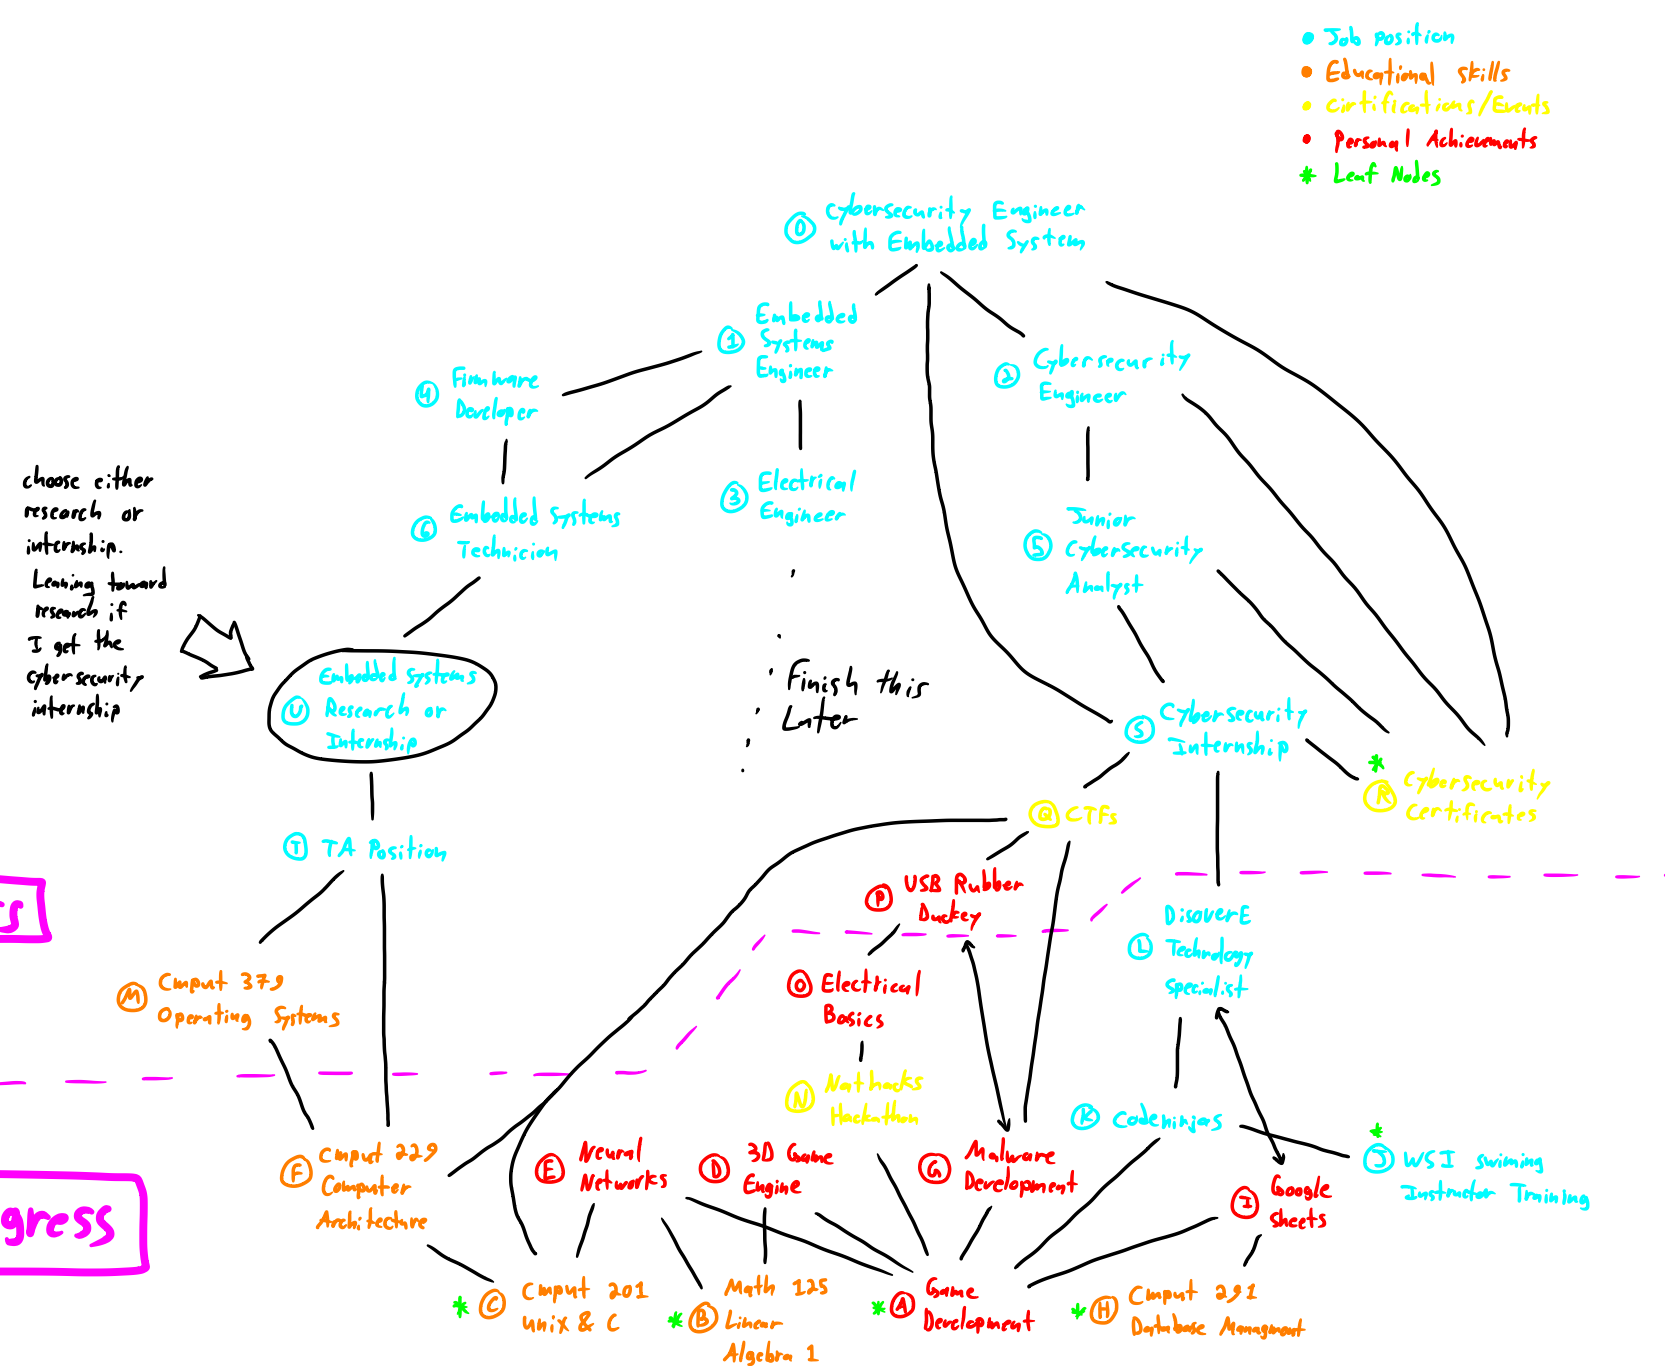 Job position
Educational skills
Cirtifications/Events
Personal Achievements
* Leaf Nodes
0 Cybersecurity Engineer
with Embedded System
1 Embedded
Systems
Engineer
2 Cybersecurity
Engineer
4 Firmware
Developer
3 Electrical
Engineer
6 Embedded Systems
Technician
5 Junior
Cybersecurity
Analyst
choose either
research or
internship.
Leaning toward
research if
I get the
cybersecurity
internship
U Embedded Systems
Research or
Internship
Finish this
Later
S Cybersecurity
Internship
* R Cybersecurity
Certificates
Q CTFs
T TA Position
P USB Rubber
Duckey
L DisoverE
Technology
Specialist
M Cmput 379
Operating Systems
O Electrical
Basics
N Nathacks
Hackathon
K Codeninjas
F Cmput 229
Computer
Architecture
E Neural
Networks
D 3D Game
Engine
G Malware
Development
* J WSI swiming
Instructor Training
I Google
Sheets
gress
* C Cmput 201
Unix & C
* B Math 125
Linear
Algebra 1
* A Game
Development
* H Cmput 291
Database Managment